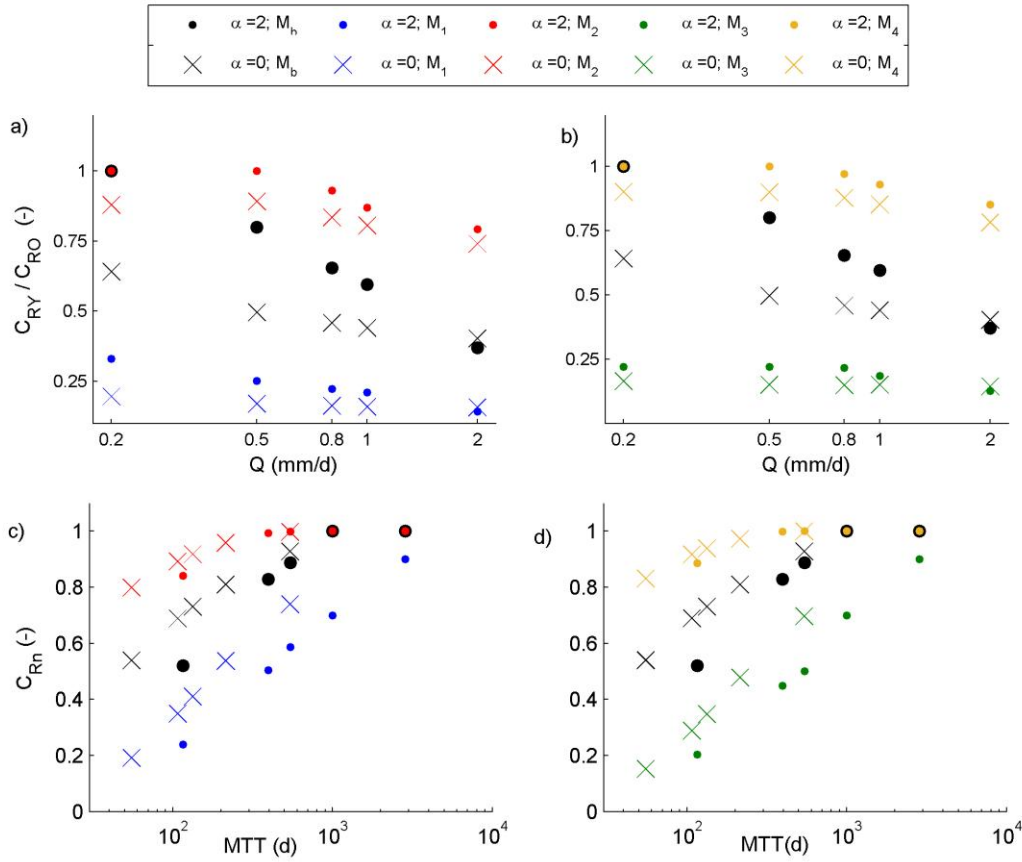 α=2; M_b α=2; M_1 α=2; M_2 α=2; M_3 α=2; M_4
α=0; M_b α=0; M_1 α=0; M_2 α=0; M_3 α=0; M_4
a)
C_RY / C_RO (-)
1
0.75
0.5
0.25
0.2 0.5 0.8 1 2
Q (mm/d)
b)
1
0.75
0.5
0.25
0.2 0.5 0.8 1 2
Q (mm/d)
c)
C_Rn (-)
1
0.8
0.6
0.4
0.2
0
10^2 10^3 10^4
MTT (d)
d)
1
0.8
0.6
0.4
0.2
0
10^2 10^3 10^4
MTT(d)